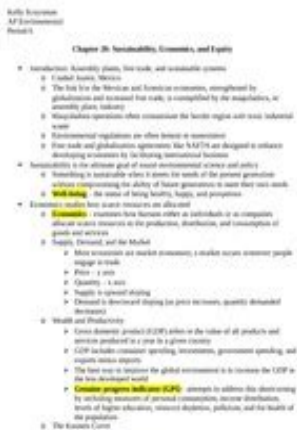 AP Environmental
Period 6
Chapter 20: Sustainability, Economics, and Equity
Introduction: Assembly plants, free trade, and sustainable systems
Ciudad Juarez, Mexico
The link b/w the Mexican and American economies, strengthened by
globalization and increased free trade, is exemplified by the maquiladora, or
assembly plant, industry
Maquiladora operations often contaminate the border region with toxic industrial
waste
Environmental regulations are often lenient or nonexistent
Free trade and globalization agreements like NAFTA are designed to enhance
developing economies by facilitating international business
Sustainability is the ultimate goal of sound environmental science and policy
Something is sustainable when it meets the needs of the present generation
without compromising the ability of future generations to meet their own needs
Well-being - the status of being healthy, happy, and prosperous
Economics studies how scarce resources are allocated
Economics - examines how humans either as individuals or as companies
allocate scarce resources in the production, distribution, and consumption of
goods and services
Supply, Demand, and the Market
Most economies are market economies; a market occurs wherever people
engage in trade
Price - y axis
Quantity - x axis
Supply is upward sloping
Demand is downward sloping (as price increases, quantity demanded
decreases)
Wealth and Productivity
Gross domestic product (GDP) refers to the value of all products and
services produced in a year in a given country
GDP includes consumer spending, investments, government spending, and
exports minus imports
The best way to improve the global environment is to increase the GDP in
the less developed world
Genuine progress indicator (GPI) - attempts to address this shortcoming
by including measures of personal consumption, income distribution,
levels of higher education, resource depletion, pollution, and the health of
the population
The Kuznets Curve